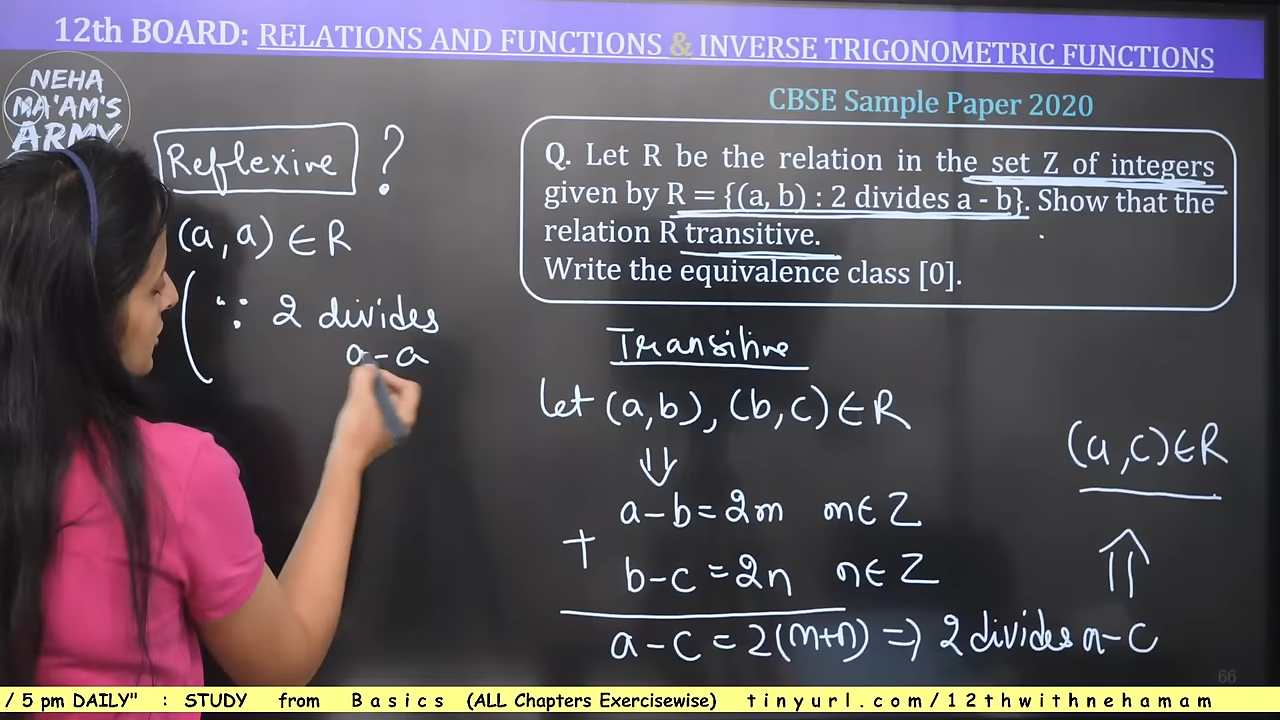 12th BOARD: RELATIONS AND FUNCTIONS & INVERSE TRIGONOMETRIC FUNCTIONS
NEHA
MA'AM'S
ARMY
CBSE Sample Paper 2020
Q. Let R be the relation in the set Z of integers
given by R = {(a, b) : 2 divides a - b}. Show that the
relation R transitive.
Write the equivalence class [0].
Reflexive ?
(a, a) ∈ R
( ∵ 2 divides
a-a
Transitive
let (a,b), (b,c) ∈ R
⇓
a-b = 2m m ∈ Z
+
b-c = 2n n ∈ Z
a-c = 2(m+n) ⇒ 2 divides a-c
⇑
(a,c) ∈ R
66
/ 5 pm DAILY" : STUDY from Basics (ALL Chapters Exercisewise) tinyurl.com/12thwithnehamam